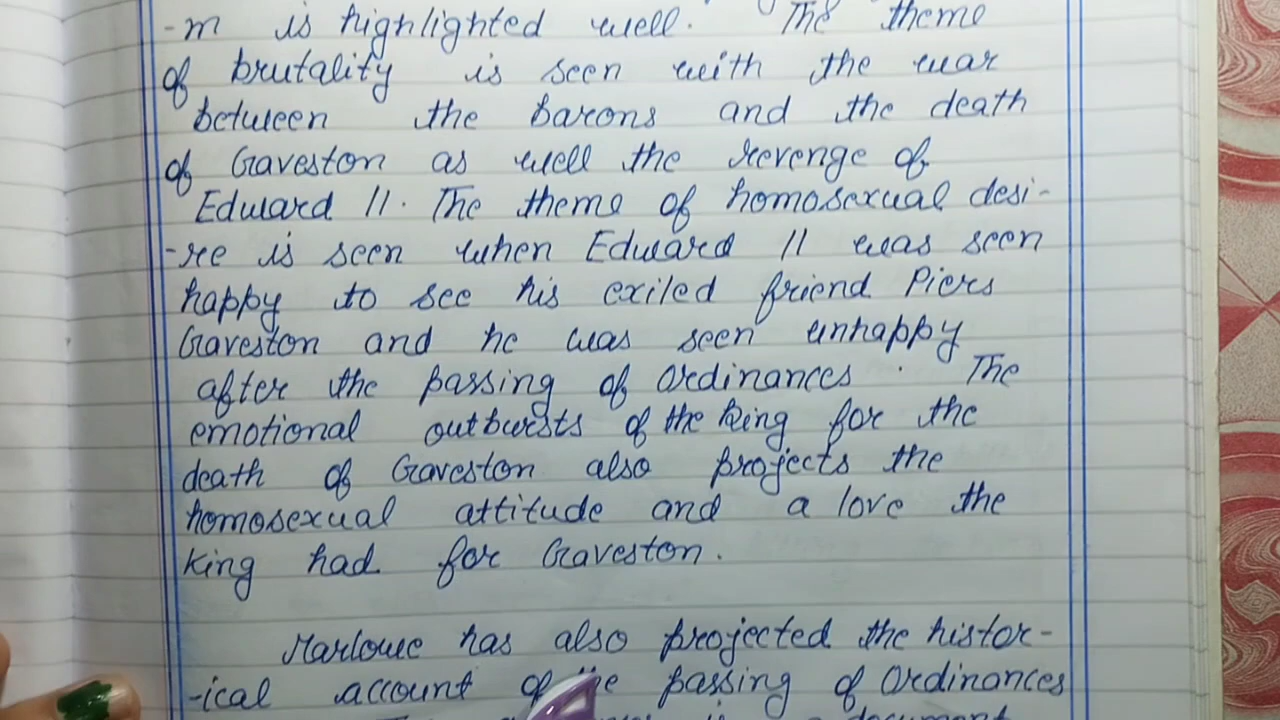 -m is highlighted well. The theme
of brutality is seen with the war
between the barons and the death
of Gaveston as well the revenge of
Edward II. The theme of homosexual desi-
-re is seen when Edward II was seen
happy to see his exiled friend Piers
Gaveston and he was seen unhappy
after the passing of Ordinances. The
emotional outbursts of the king for the
death of Gaveston also projects the
homosexual attitude and a love the
king had for Gaveston.
Marlowe has also projected the histor-
-ical account of the passing of Ordinances
is a document